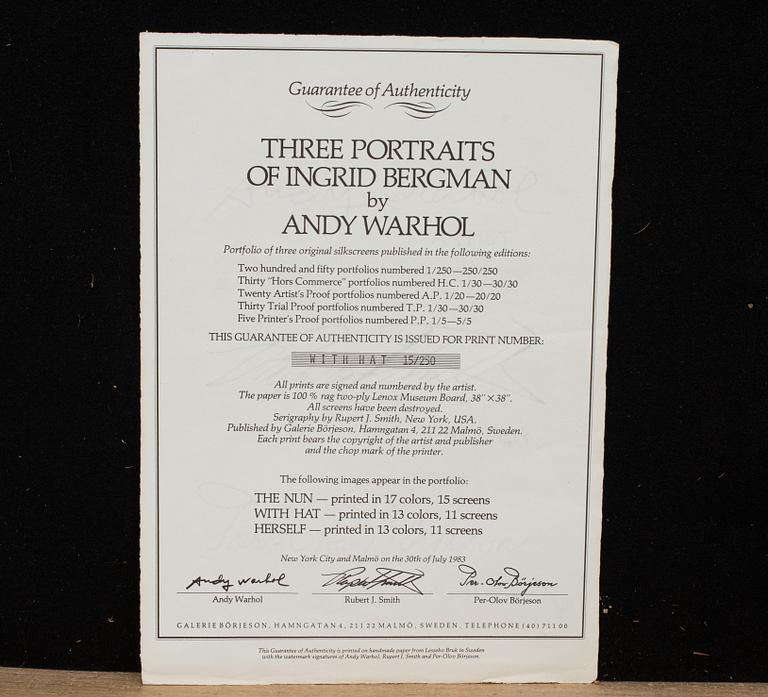 Guarantee of Authenticity
THREE PORTRAITS
OF INGRID BERGMAN
by
ANDY WARHOL
Portfolio of three original silkscreens published in the following editions:
Two hundred and fifty portfolios numbered 1/250—250/250
Thirty "Hors Commerce" portfolios numbered H.C. 1/30—30/30
Twenty Artist's Proof portfolios numbered A.P. 1/20—20/20
Thirty Trial Proof portfolios numbered T.P. 1/30—30/30
Five Printer's Proof portfolios numbered P.P. 1/5—5/5
THIS GUARANTEE OF AUTHENTICITY IS ISSUED FOR PRINT NUMBER:
WITH HAT 15/250
All prints are signed and numbered by the artist.
The paper is 100 % rag two-ply Lenox Museum Board, 38" × 38".
All screens have been destroyed.
Serigraphy by Rupert J. Smith, New York, USA.
Published by Galerie Börjeson, Hamngatan 4, 211 22 Malmö, Sweden.
Each print bears the copyright of the artist and publisher
and the chop mark of the printer.
The following images appear in the portfolio:
THE NUN — printed in 17 colors, 15 screens
WITH HAT — printed in 13 colors, 11 screens
HERSELF — printed in 13 colors, 11 screens
New York City and Malmö on the 30th of July 1983
Andy Warhol Rupert J. Smith Per-Olov Börjeson
Andy Warhol Rubert J. Smith Per-Olov Börjeson
GALERIE BÖRJESON, HAMNGATAN 4, 211 22 MALMÖ, SWEDEN. TELEPHONE (40) 711 00
This Guarantee of Authenticity is printed on handmade paper from Lessebo Bruk in Sweden
with the watermark signatures of Andy Warhol, Rupert J. Smith and Per-Olov Börjeson.